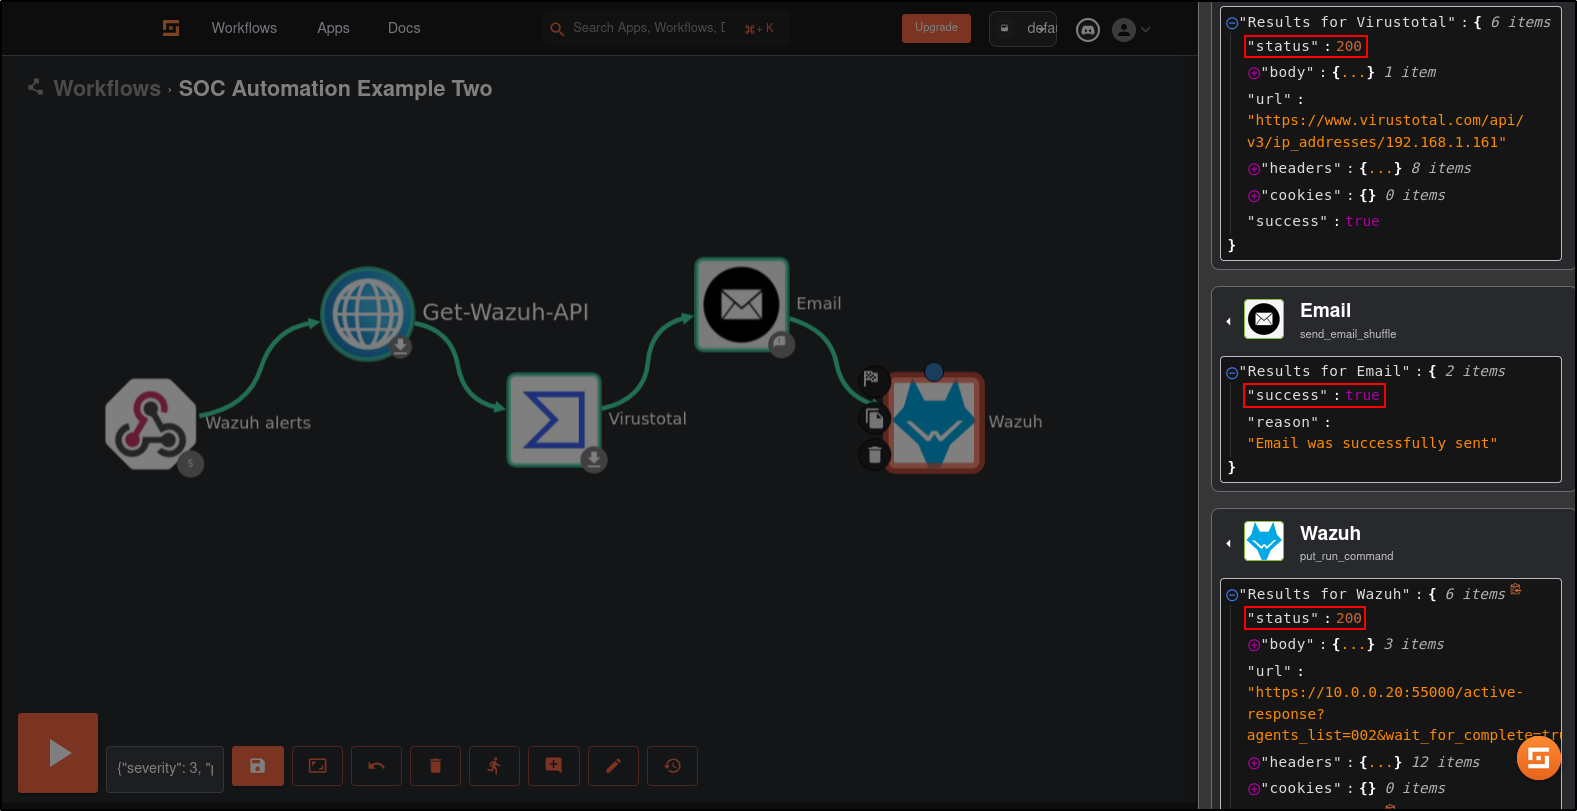 Workflows Apps Docs Search Apps, Workflows, D ⌘+ K Upgrade defau
Workflows › SOC Automation Example Two
Get-Wazuh-API
Email
Wazuh alerts
Virustotal
Wazuh
5
{"severity": 3, "p
"Results for Virustotal" : { 6 items
"status" : 200
"body" : {...} 1 item
"url" :
"https://www.virustotal.com/api/
v3/ip_addresses/192.168.1.161"
"headers" : {...} 8 items
"cookies" : {} 0 items
"success" : true
}
Email
send_email_shuffle
"Results for Email" : { 2 items
"success" : true
"reason" :
"Email was successfully sent"
}
Wazuh
put_run_command
"Results for Wazuh" : { 6 items
"status" : 200
"body" : {...} 3 items
"url" :
"https://10.0.0.20:55000/active-
response?
agents_list=002&wait_for_complete=tru
"headers" : {...} 12 items
"cookies" : {} 0 items